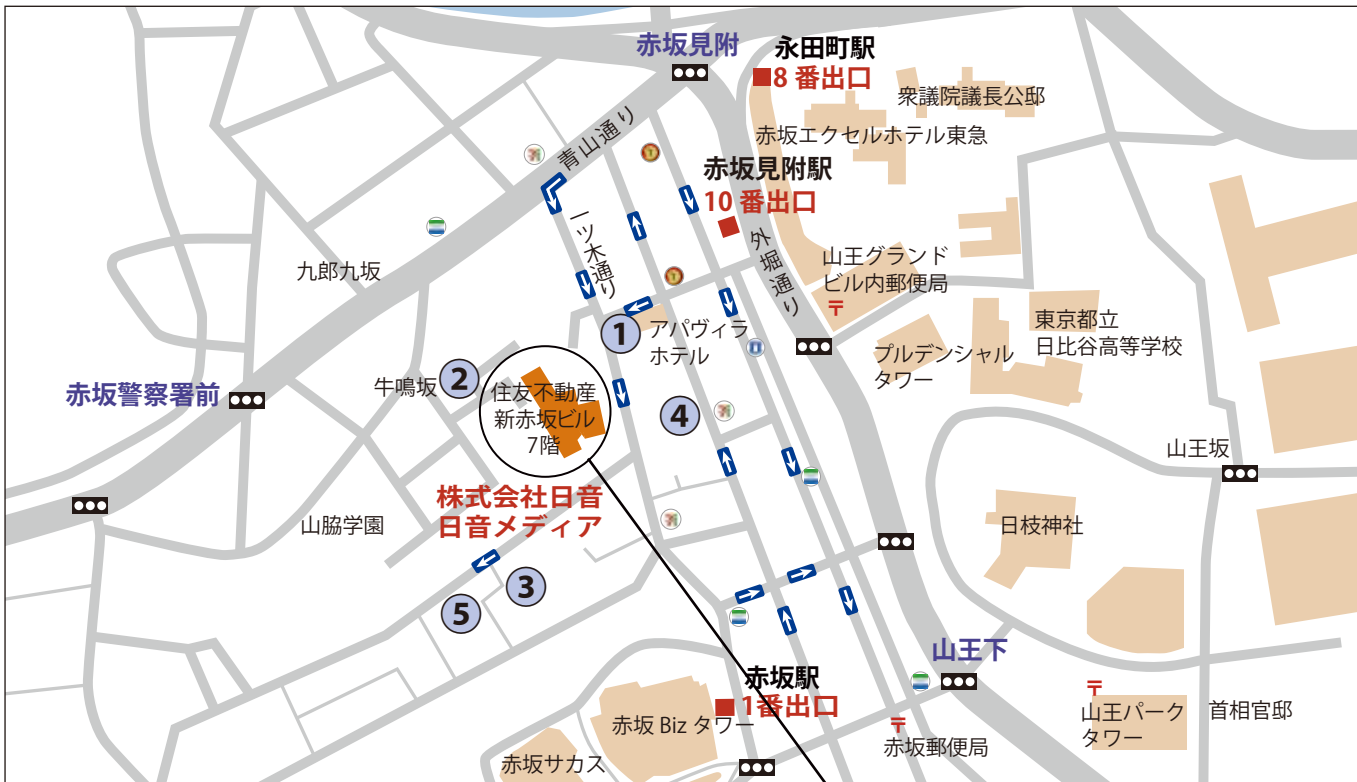 赤坂見附
永田町駅
8 番出口
衆議院議長公邸
赤坂エクセルホテル東急
青山通り
赤坂見附駅
10 番出口
一ツ木通り
外堀通り
九郎九坂
山王グランド
ビル内郵便局
〒
アパヴィラ
ホテル
東京都立
日比谷高等学校
プルデンシャル
タワー
1
2
牛鳴坂
赤坂警察署前
住友不動産
新赤坂ビル
7階
4
山王坂
株式会社日音
日音メディア
山脇学園
日枝神社
3
5
山王下
赤坂駅
1番出口
赤坂 Biz タワー
〒
赤坂郵便局
〒
山王パーク
タワー
首相官邸
赤坂サカス